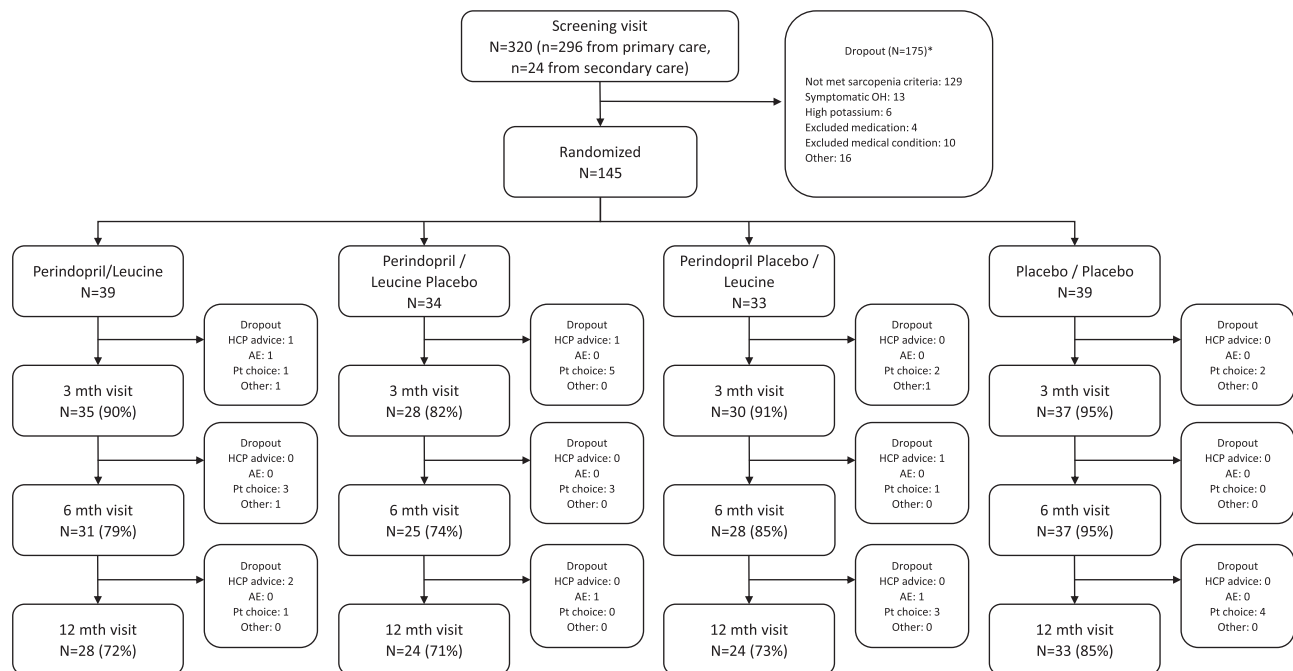 Screening visit
N=320 (n=296 from primary care,
n=24 from secondary care)
Dropout (N=175)*
Not met sarcopenia criteria: 129
Symptomatic OH: 13
High potassium: 6
Excluded medication: 4
Excluded medical condition: 10
Other: 16
Randomized
N=145
Perindopril/Leucine
N=39
Perindopril /
Leucine Placebo
N=34
Perindopril Placebo /
Leucine
N=33
Placebo / Placebo
N=39
Dropout
HCP advice: 1
AE: 1
Pt choice: 1
Other: 1
Dropout
HCP advice: 1
AE: 0
Pt choice: 5
Other: 0
Dropout
HCP advice: 0
AE: 0
Pt choice: 2
Other:1
Dropout
HCP advice: 0
AE: 0
Pt choice: 2
Other: 0
3 mth visit
N=35 (90%)
3 mth visit
N=28 (82%)
3 mth visit
N=30 (91%)
3 mth visit
N=37 (95%)
Dropout
HCP advice: 0
AE: 0
Pt choice: 3
Other: 1
Dropout
HCP advice: 0
AE: 0
Pt choice: 3
Other: 0
Dropout
HCP advice: 1
AE: 0
Pt choice: 1
Other: 0
Dropout
HCP advice: 0
AE: 0
Pt choice: 0
Other: 0
6 mth visit
N=31 (79%)
6 mth visit
N=25 (74%)
6 mth visit
N=28 (85%)
6 mth visit
N=37 (95%)
Dropout
HCP advice: 2
AE: 0
Pt choice: 1
Other: 0
Dropout
HCP advice: 0
AE: 1
Pt choice: 0
Other: 0
Dropout
HCP advice: 0
AE: 1
Pt choice: 3
Other: 0
Dropout
HCP advice: 0
AE: 0
Pt choice: 4
Other: 0
12 mth visit
N=28 (72%)
12 mth visit
N=24 (71%)
12 mth visit
N=24 (73%)
12 mth visit
N=33 (85%)